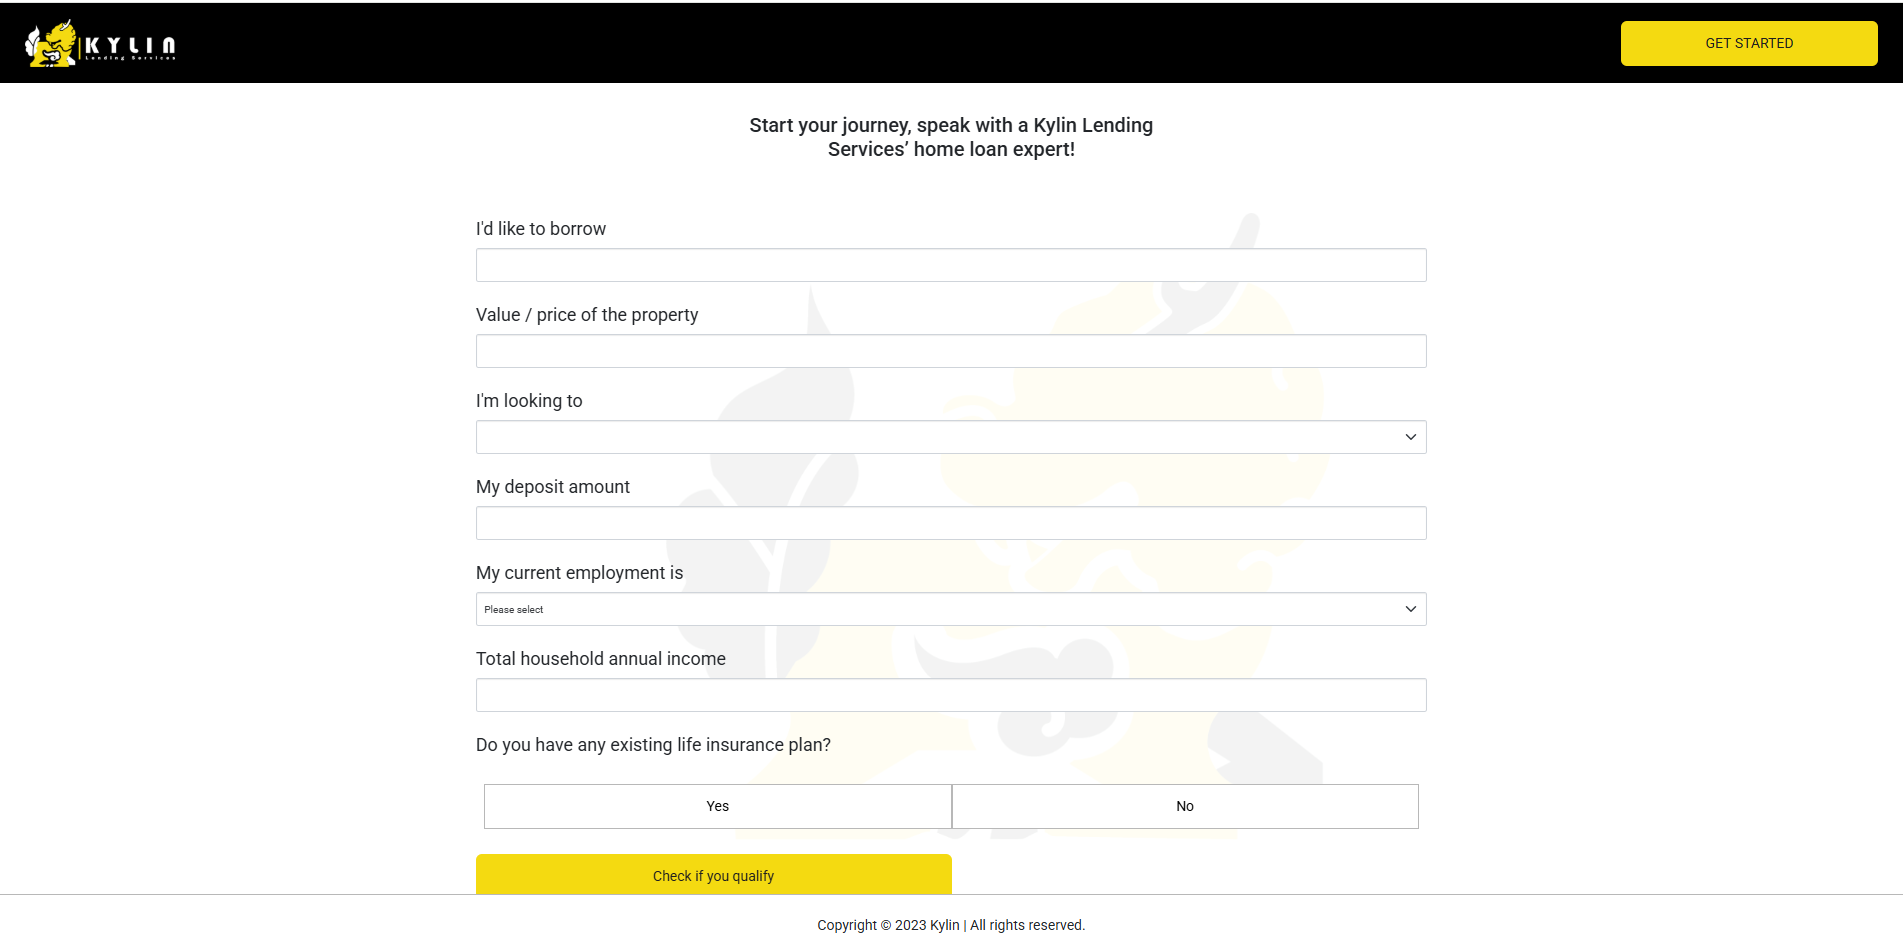 KYLIN
Lending Services
GET STARTED
Start your journey, speak with a Kylin Lending
Services’ home loan expert!
I'd like to borrow
Value / price of the property
I'm looking to
My deposit amount
My current employment is
Please select
Total household annual income
Do you have any existing life insurance plan?
Yes
No
Check if you qualify
Copyright © 2023 Kylin | All rights reserved.